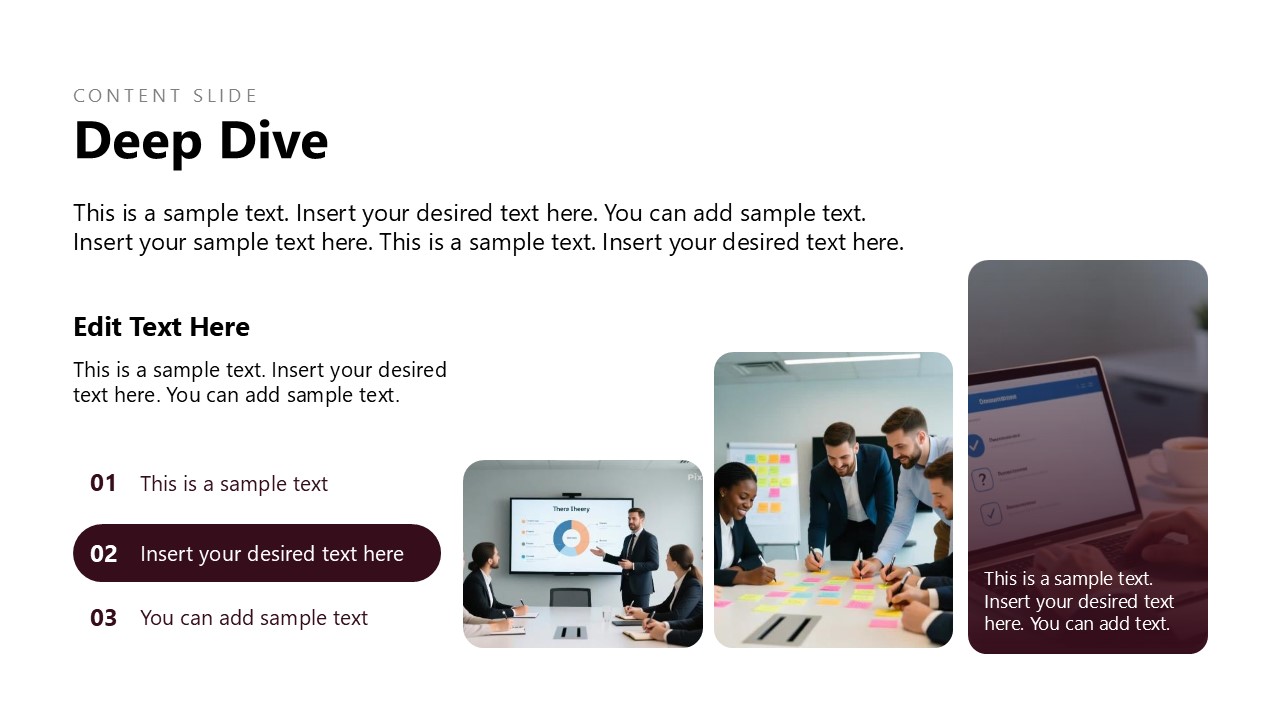 CONTENT SLIDE
Deep Dive
This is a sample text. Insert your desired text here. You can add sample text.
Insert your sample text here. This is a sample text. Insert your desired text here.
Edit Text Here
This is a sample text. Insert your desired
text here. You can add sample text.
01 This is a sample text
02 Insert your desired text here
03 You can add sample text
Pix
There Eheery
?
This is a sample text.
Insert your desired text
here. You can add text.